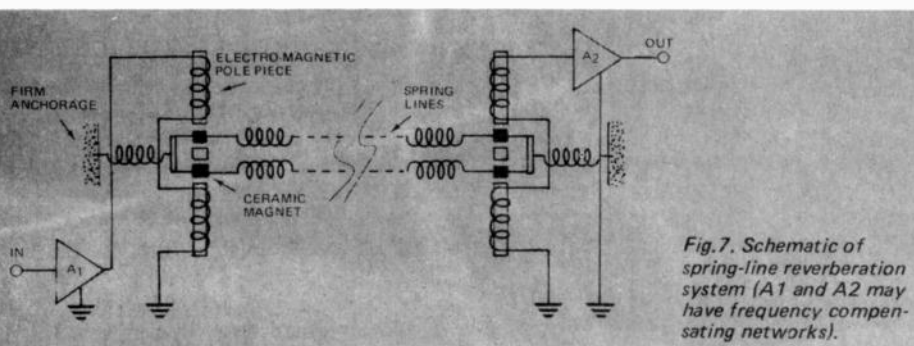 FIRM
ANCHORAGE
ELECTRO-MAGNETIC
POLE PIECE
SPRING
LINES
A2
OUT
CERAMIC
MAGNET
IN
A1
Fig.7. Schematic of
spring-line reverberation
system (A1 and A2 may
have frequency compen-
sating networks).